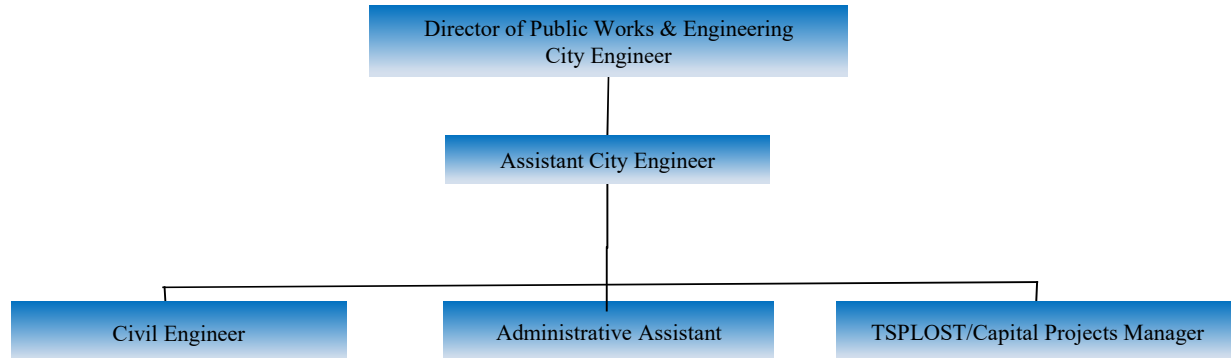 Director of Public Works & Engineering
City Engineer
Assistant City Engineer
Civil Engineer
Administrative Assistant
TSPLOST/Capital Projects Manager